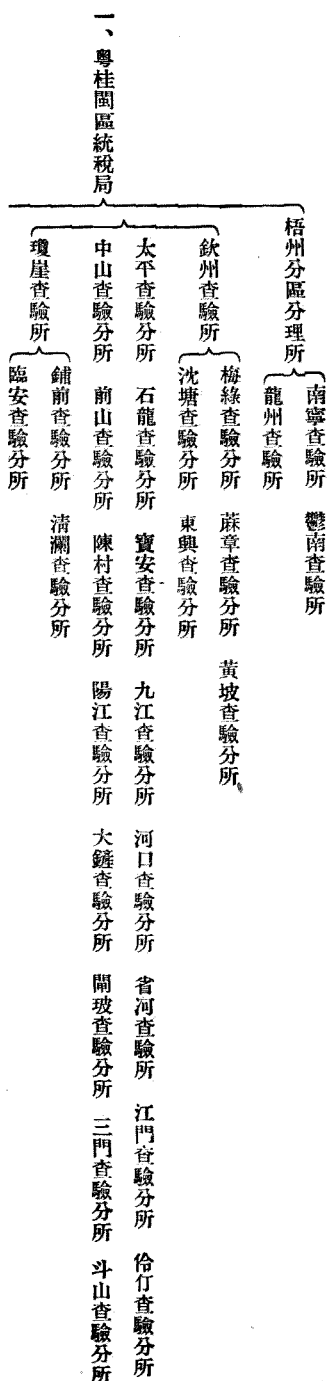 一、粵桂閩區統稅局
梧州分區分理所
南寧查驗所 鬱南查驗所
龍州查驗所
欽州查驗所
梅綠查驗分所 蔴章查驗分所 黃坡查驗分所
沈塘查驗分所 東興查驗分所
太平查驗分所 石龍查驗分所 寶安查驗分所 九江查驗分所 河口查驗分所 省河查驗所 江門查驗分所 伶仃查驗分所
中山查驗分所 前山查驗分所 陳村查驗分所 陽江查驗分所 大鏟查驗分所 閘玻查驗分所 三門查驗分所 斗山查驗分所
瓊崖查驗所
鋪前查驗分所 清瀾查驗分所
臨安查驗分所